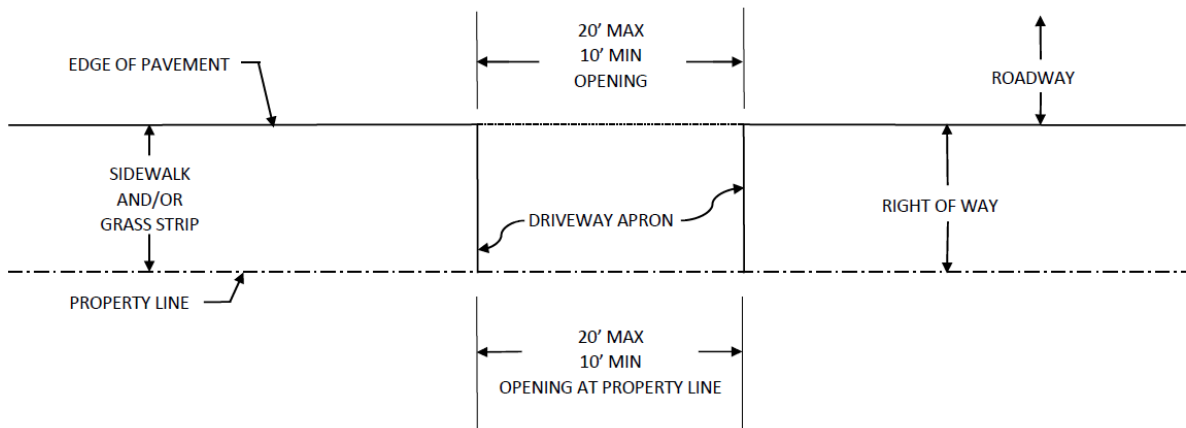 20’ MAX
10’ MIN
OPENING
EDGE OF PAVEMENT
ROADWAY
SIDEWALK
AND/OR
GRASS STRIP
DRIVEWAY APRON
RIGHT OF WAY
PROPERTY LINE
20’ MAX
10’ MIN
OPENING AT PROPERTY LINE